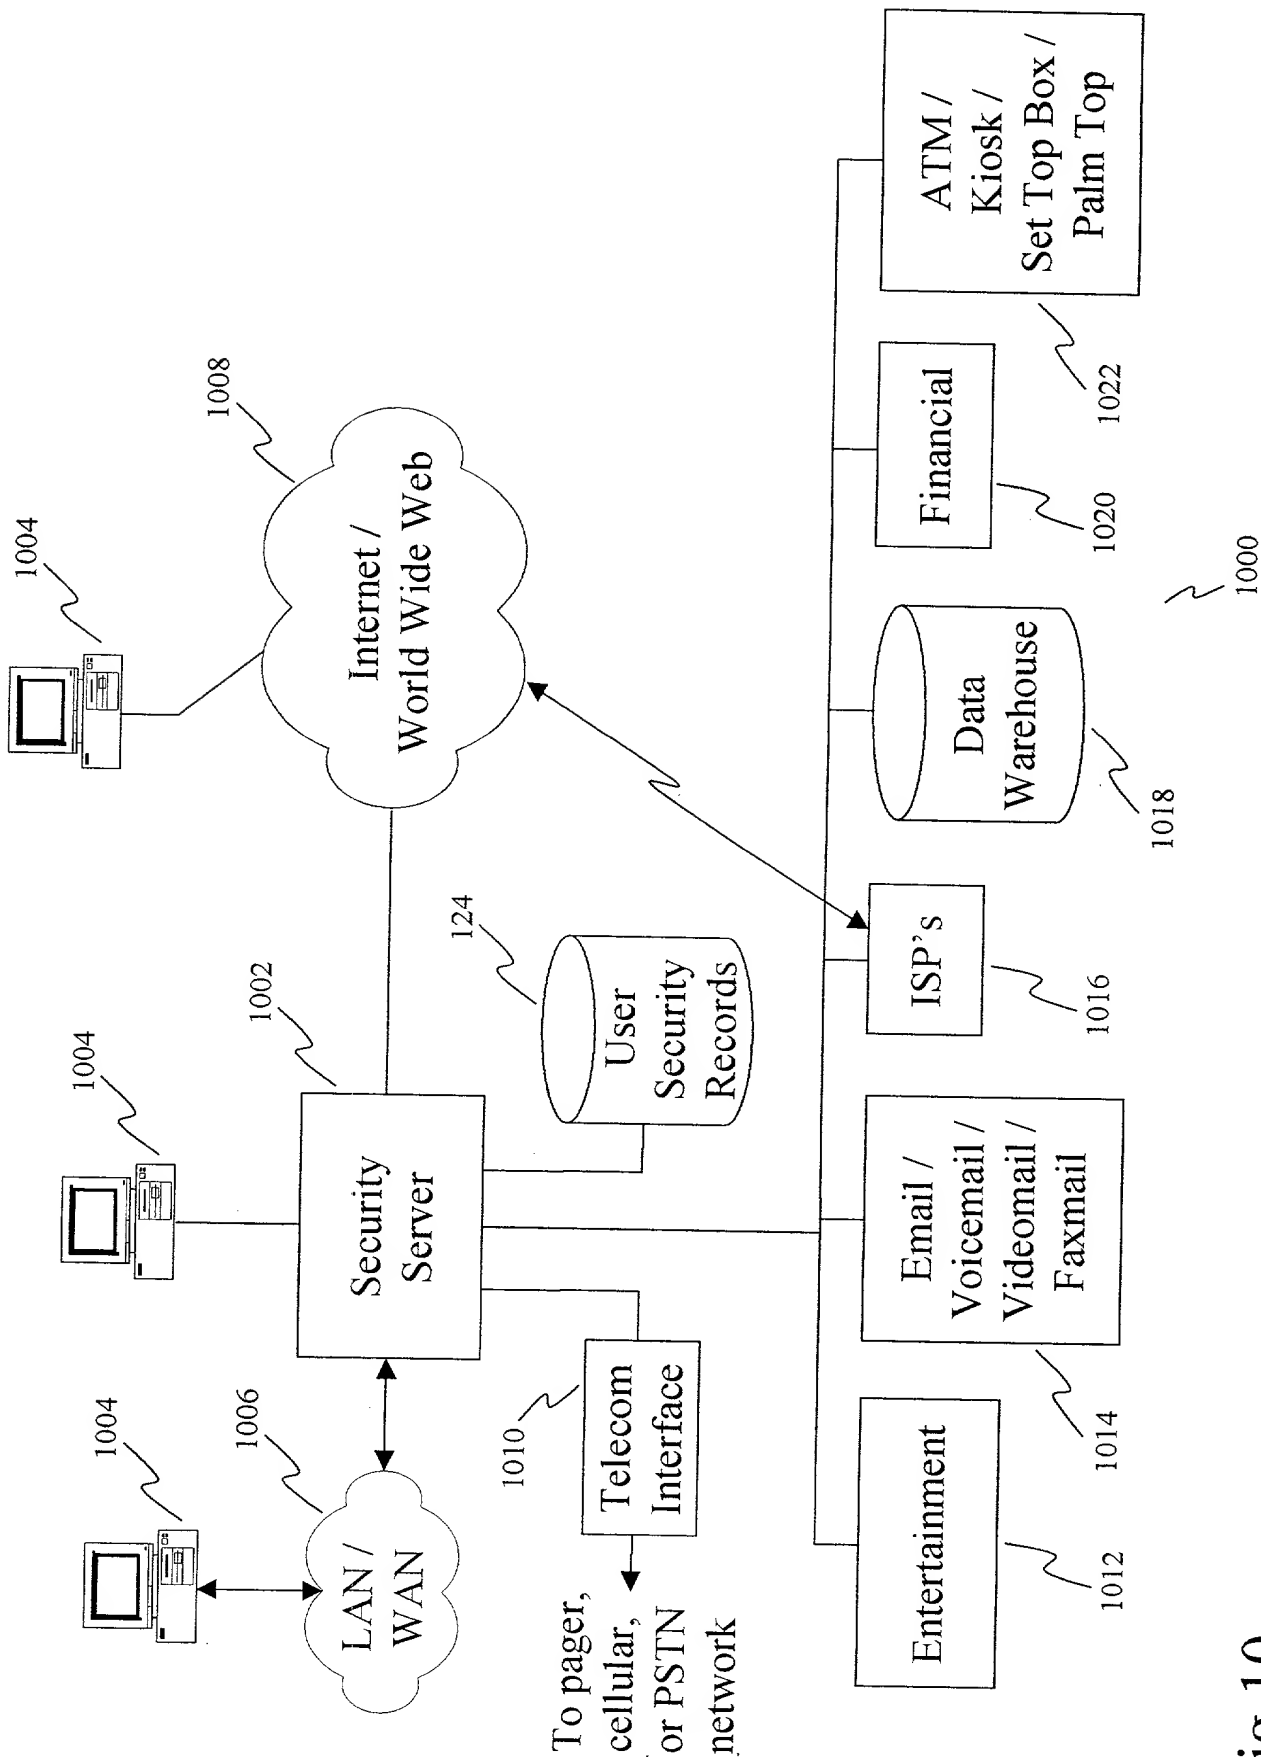 1004
1004
1004
1006
LAN /
WAN
1002
Security
Server
1008
Internet /
World Wide Web
1010
Telecom
Interface
To pager,
cellular,
or PSTN
network
124
User
Security
Records
Entertainment
1012
Email /
Voicemail /
Videomail /
Faxmail
1014
ISP's
1016
Data
Warehouse
1018
Financial
1020
ATM /
Kiosk /
Set Top Box /
Palm Top
1022
1000
ig 10